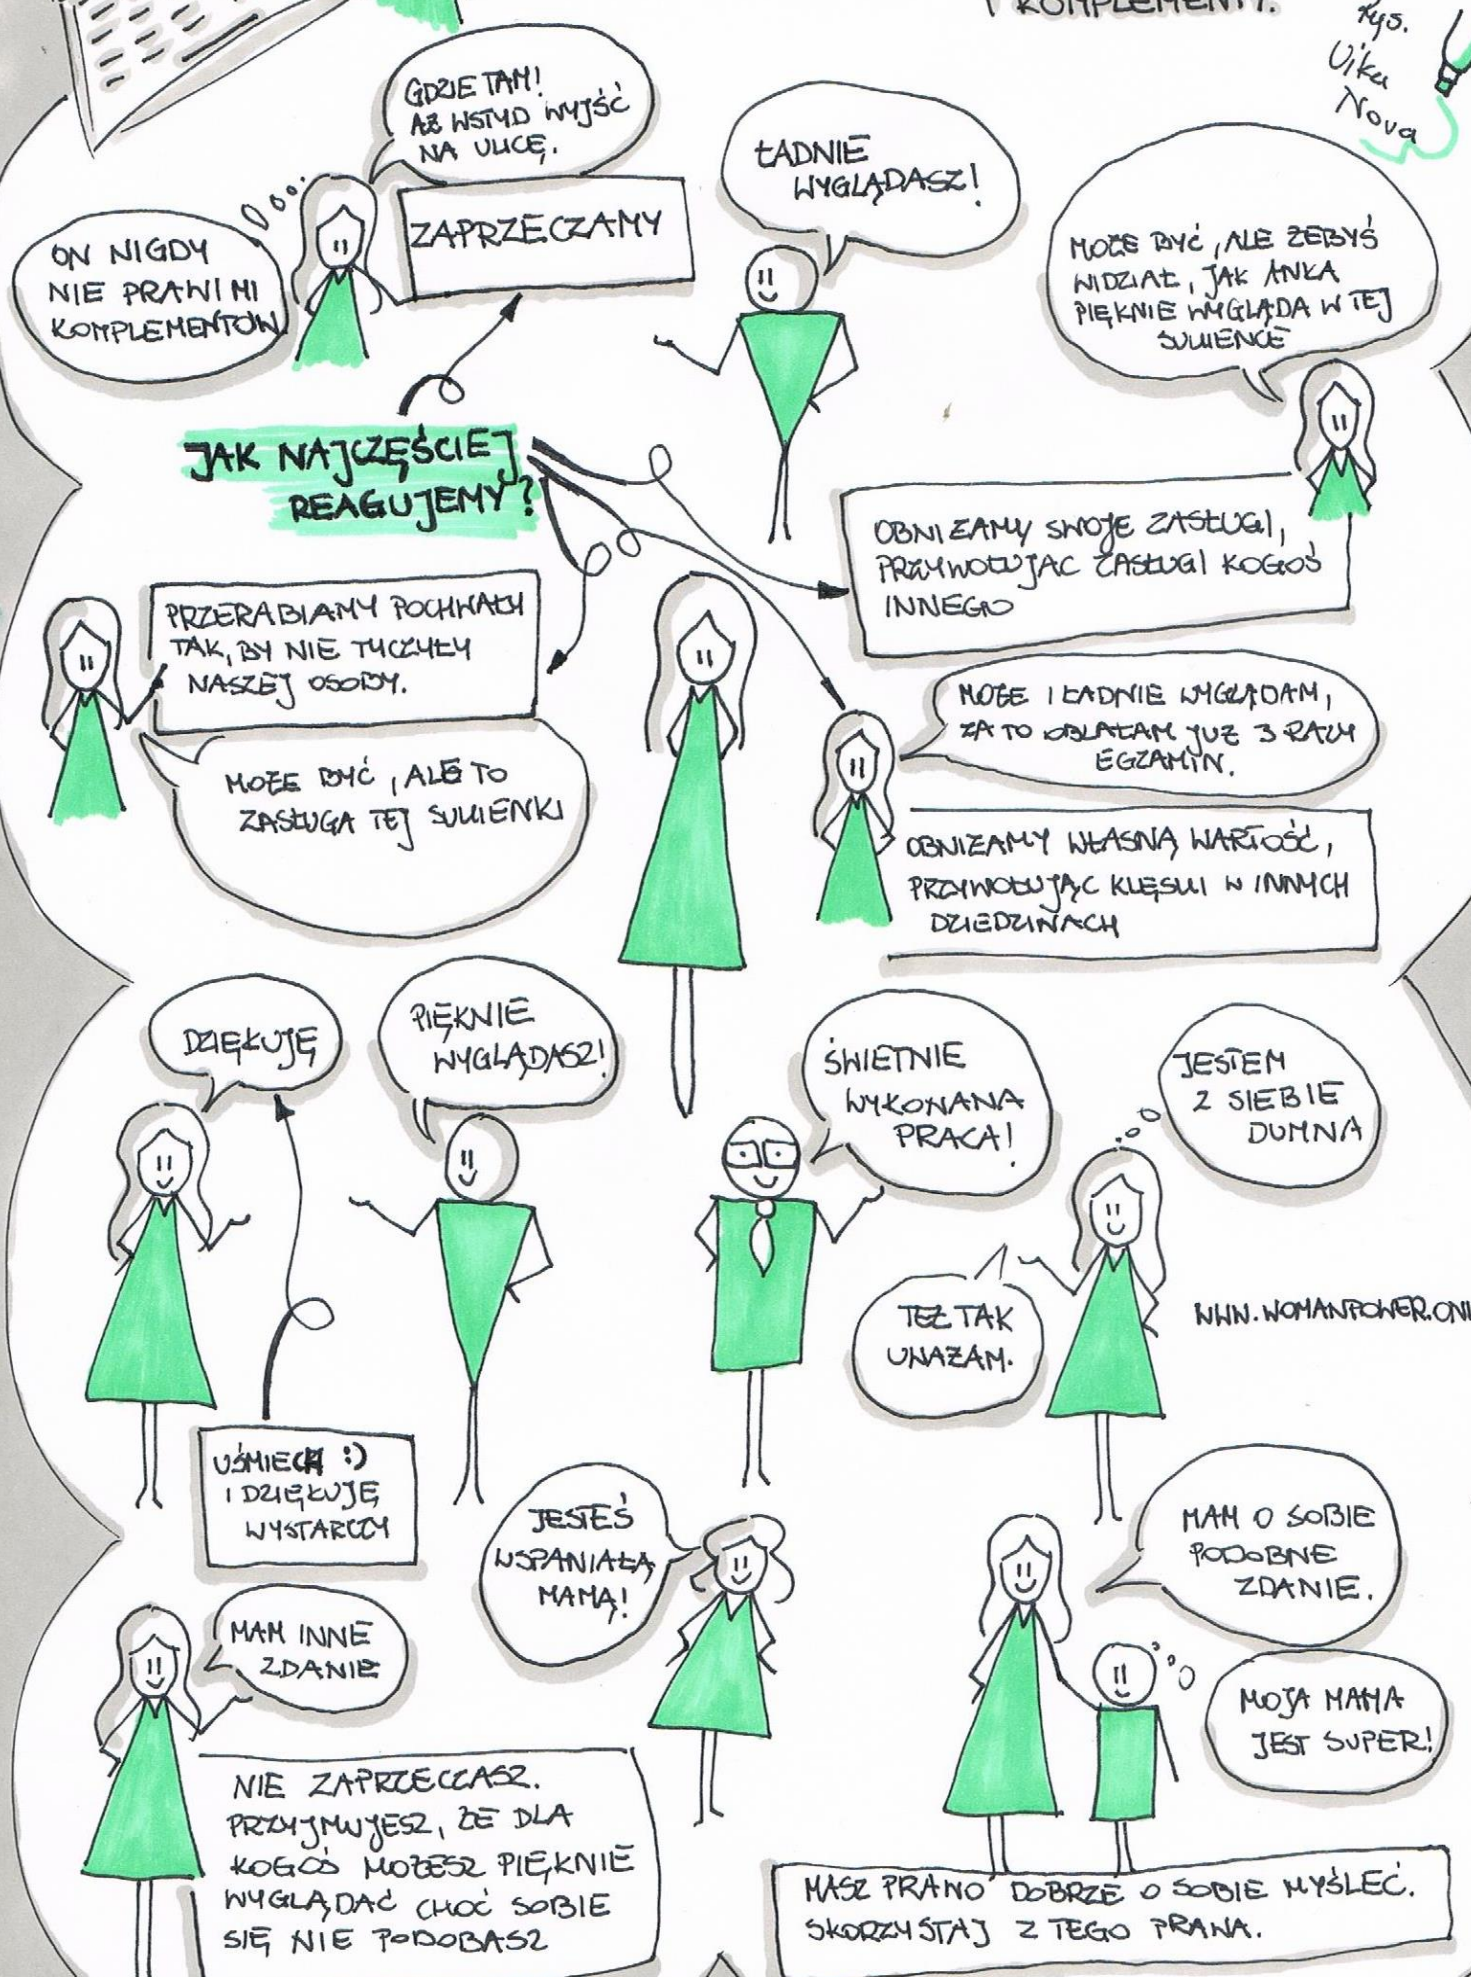 I KOMPLEMENTY.
Rys.
Vika
Nova
GDZIE TAM!
AŻ WSTYD WYJŚĆ
NA ULICĘ.
ZAPRZECZAMY
ON NIGDY
NIE PRAWI MI
KOMPLEMENTÓW
ŁADNIE
WYGLĄDASZ!
MOŻE BYĆ, ALE ŻEBYŚ
WIDZIAŁ, JAK ANKA
PIĘKNIE WYGLĄDA W TEJ
SUKIENCE
JAK NAJCZĘŚCIEJ
REAGUJEMY?
OBNIŻAMY SWOJE ZASŁUGI,
PRZYWOŁUJĄC ZASŁUGI KOGOŚ
INNEGO
PRZERABIAMY POCHWAŁY
TAK, BY NIE TYCZYŁY
NASZEJ OSOBY.
MOŻE BYĆ, ALE TO
ZASŁUGA TEJ SUKIENKI
MOŻE I ŁADNIE WYGLĄDAM,
ZA TO OBLAŁAM JUŻ 3 RAZY
EGZAMIN.
OBNIŻAMY WŁASNĄ WARTOŚĆ,
PRZYWOŁUJĄC KLĘSKI W INNYCH
DZIEDZINACH
DZIĘKUJĘ
PIĘKNIE
WYGLĄDASZ!
ŚWIETNIE
WYKONANA
PRACA!
JESTEM
Z SIEBIE
DUMNA
TEŻ TAK
UWAŻAM.
WWW.WOMANPOWER.ONL
UŚMIECH :)
I DZIĘKUJĘ
WYSTARCZY
JESTEŚ
WSPANIAŁĄ
MAMĄ!
MAM O SOBIE
PODOBNE
ZDANIE.
MOJA MAMA
JEST SUPER!
MAM INNE
ZDANIE
NIE ZAPRZECZASZ.
PRZYJMUJESZ, ŻE DLA
KOGOŚ MOŻESZ PIĘKNIE
WYGLĄDAĆ CHOĆ SOBIE
SIĘ NIE PODOBASZ
MASZ PRAWO DOBRZE O SOBIE MYŚLEĆ.
SKORZYSTAJ Z TEGO PRAWA.